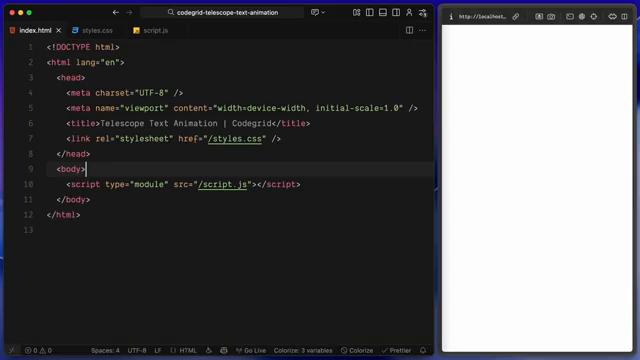 codegrid-telescope-text-animation
index.html
styles.css
script.js
http://localhost...
1 <!DOCTYPE html>
2 <html lang="en">
3 <head>
4 <meta charset="UTF-8" />
5 <meta name="viewport" content="width=device-width, initial-scale=1.0" />
6 <title>Telescope Text Animation | Codegrid</title>
7 <link rel="stylesheet" href="/styles.css" />
8 </head>
9 <body>
10 <script type="module" src="/script.js"></script>
11 </body>
12 </html>
13
0 0 Spaces: 4 UTF-8 LF HTML Go Live Colorize: 3 variables Colorize Prettier